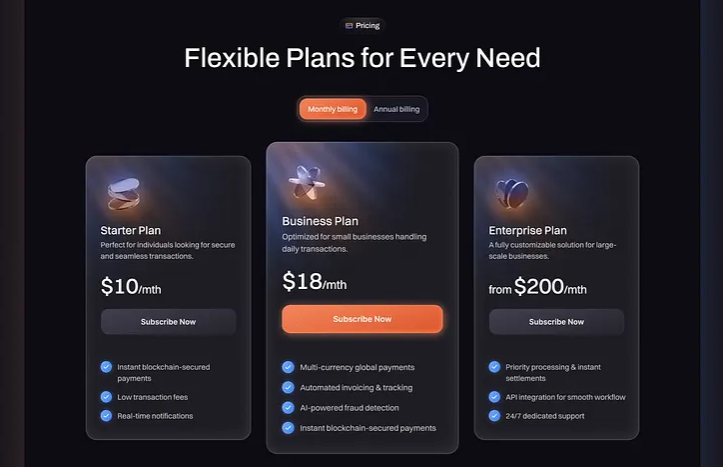 Pricing
Flexible Plans for Every Need
Monthly billing
Annual billing
Starter Plan
Perfect for individuals looking for secure
and seamless transactions.
$10/mth
Subscribe Now
Instant blockchain-secured
payments
Low transaction fees
Real-time notifications
Business Plan
Optimized for small businesses handling
daily transactions.
$18/mth
Subscribe Now
Multi-currency global payments
Automated invoicing & tracking
AI-powered fraud detection
Instant blockchain-secured payments
Enterprise Plan
A fully customizable solution for large-
scale businesses.
from $200/mth
Subscribe Now
Priority processing & instant
settlements
API integration for smooth workflow
24/7 dedicated support